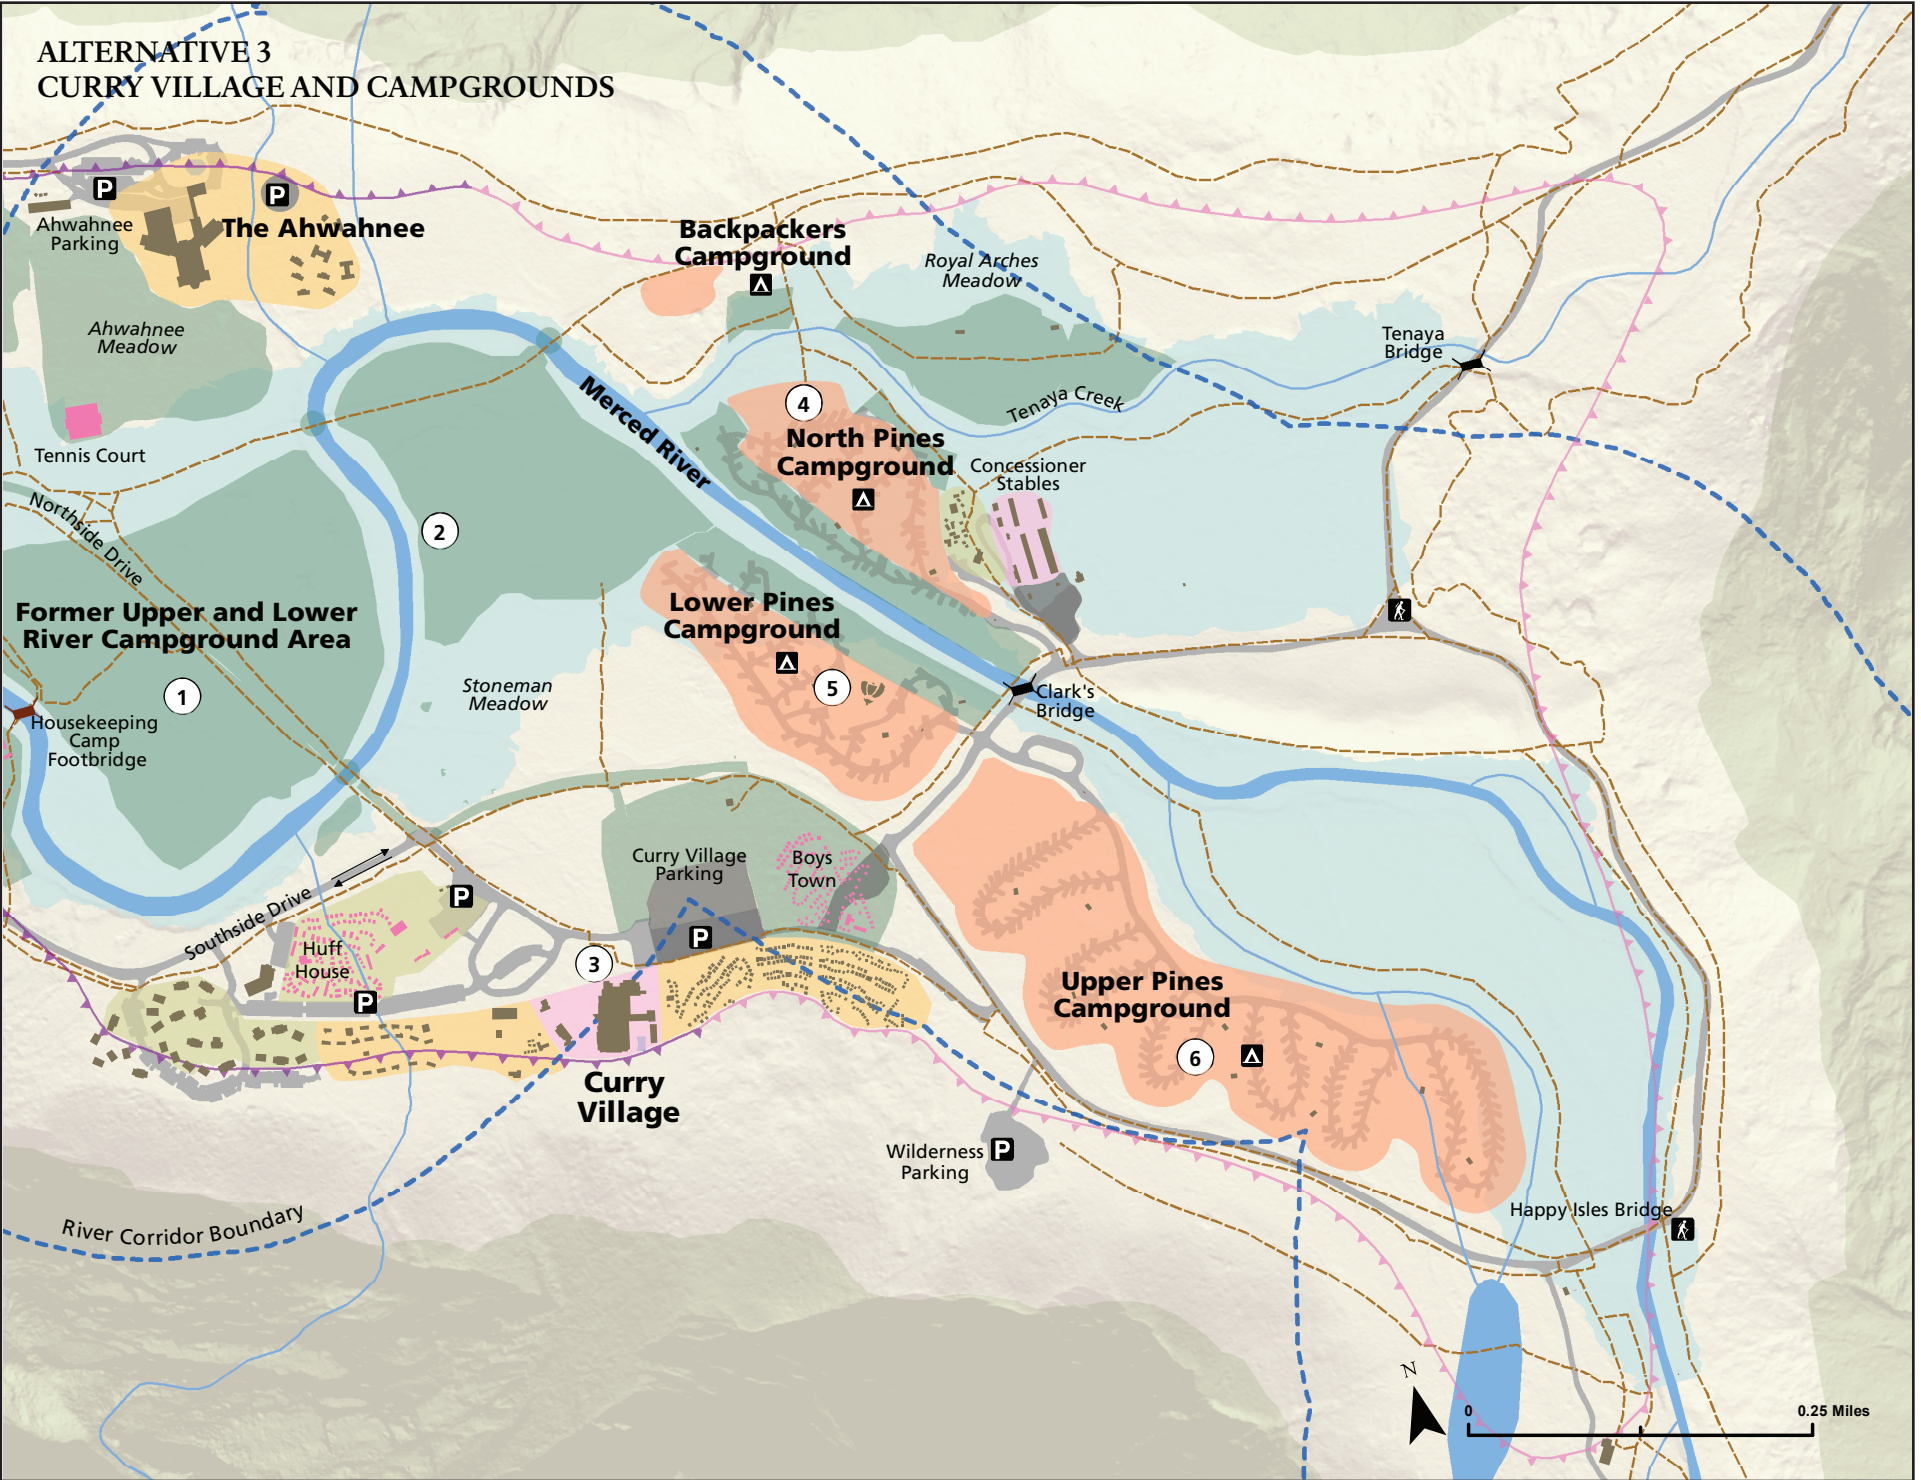 ALTERNATIVE 3
CURRY VILLAGE AND CAMPGROUNDS
P
P
Ahwahnee
Parking
The Ahwahnee
Backpackers
Campground
Royal Arches
Meadow
Ahwahnee
Meadow
Tenaya
Bridge
Merced River
4
Tenaya Creek
North Pines
Campground
Tennis Court
Concessioner
Stables
Northside Drive
2
Former Upper and Lower
River Campground Area
Lower Pines
Campground
1
Stoneman
Meadow
5
Clark's
Bridge
Housekeeping
Camp
Footbridge
Curry Village
Parking
Boys
Town
P
Southside Drive
Huff
House
P
3
P
Upper Pines
Campground
6
Curry
Village
Wilderness
Parking
P
River Corridor Boundary
Happy Isles Bridge
N
0
0.25 Miles